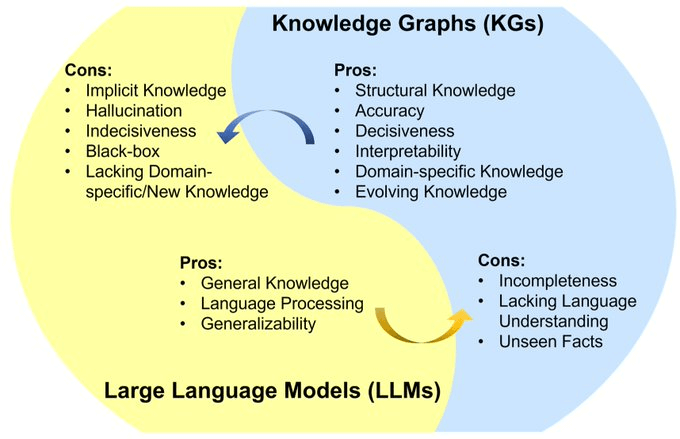 Knowledge Graphs (KGs)
Cons:
• Implicit Knowledge
• Hallucination
• Indecisiveness
• Black-box
• Lacking Domain-
specific/New Knowledge
Pros:
• Structural Knowledge
• Accuracy
• Decisiveness
• Interpretability
• Domain-specific Knowledge
• Evolving Knowledge
Pros:
• General Knowledge
• Language Processing
• Generalizability
Cons:
• Incompleteness
• Lacking Language
Understanding
• Unseen Facts
Large Language Models (LLMs)